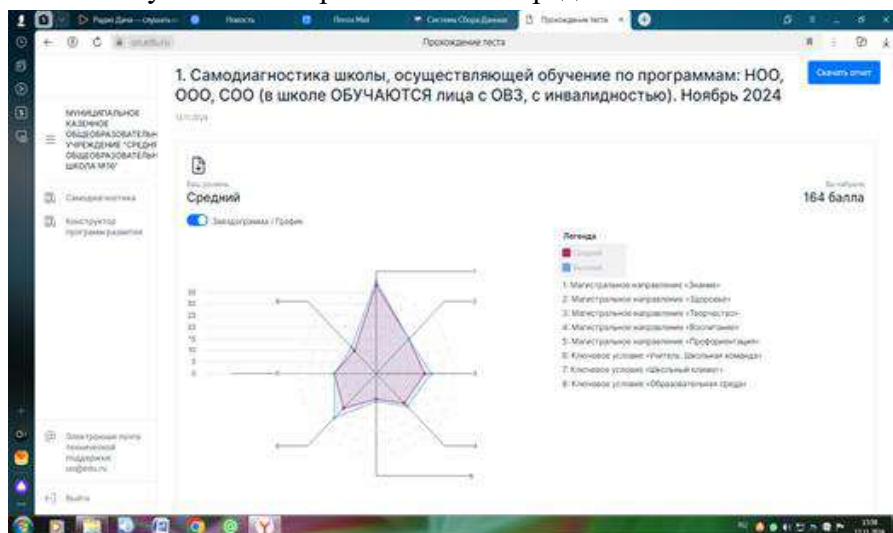 Прохождение теста
1. Самодиагностика школы, осуществляющей обучение по программам: НОО,
ООО, СОО (в школе ОБУЧАЮТСЯ лица с ОВЗ, с инвалидностью). Ноябрь 2024
Скачать отчет
МУНИЦИПАЛЬНОЕ
КАЗЕННОЕ
ОБЩЕОБРАЗОВАТЕЛЬН
УЧРЕЖДЕНИЕ "СРЕДНЯ
ОБЩЕОБРАЗОВАТЕЛЬН
Самодиагностика
Конструктор
программ развития
Ваш уровень
Средний
164 балла
Звездограмма / График
Легенда
Средний
Высокий
1: Магистральное направление «Знание»
2: Магистральное направление «Здоровье»
3: Магистральное направление «Творчество»
4: Магистральное направление «Воспитание»
5: Магистральное направление «Профориентация»
6: Ключевое условие «Учитель. Школьная команда»
7: Ключевое условие «Школьный климат»
8: Ключевое условие «Образовательная среда»
Электронная почта
технической
поддержки:
Выйти